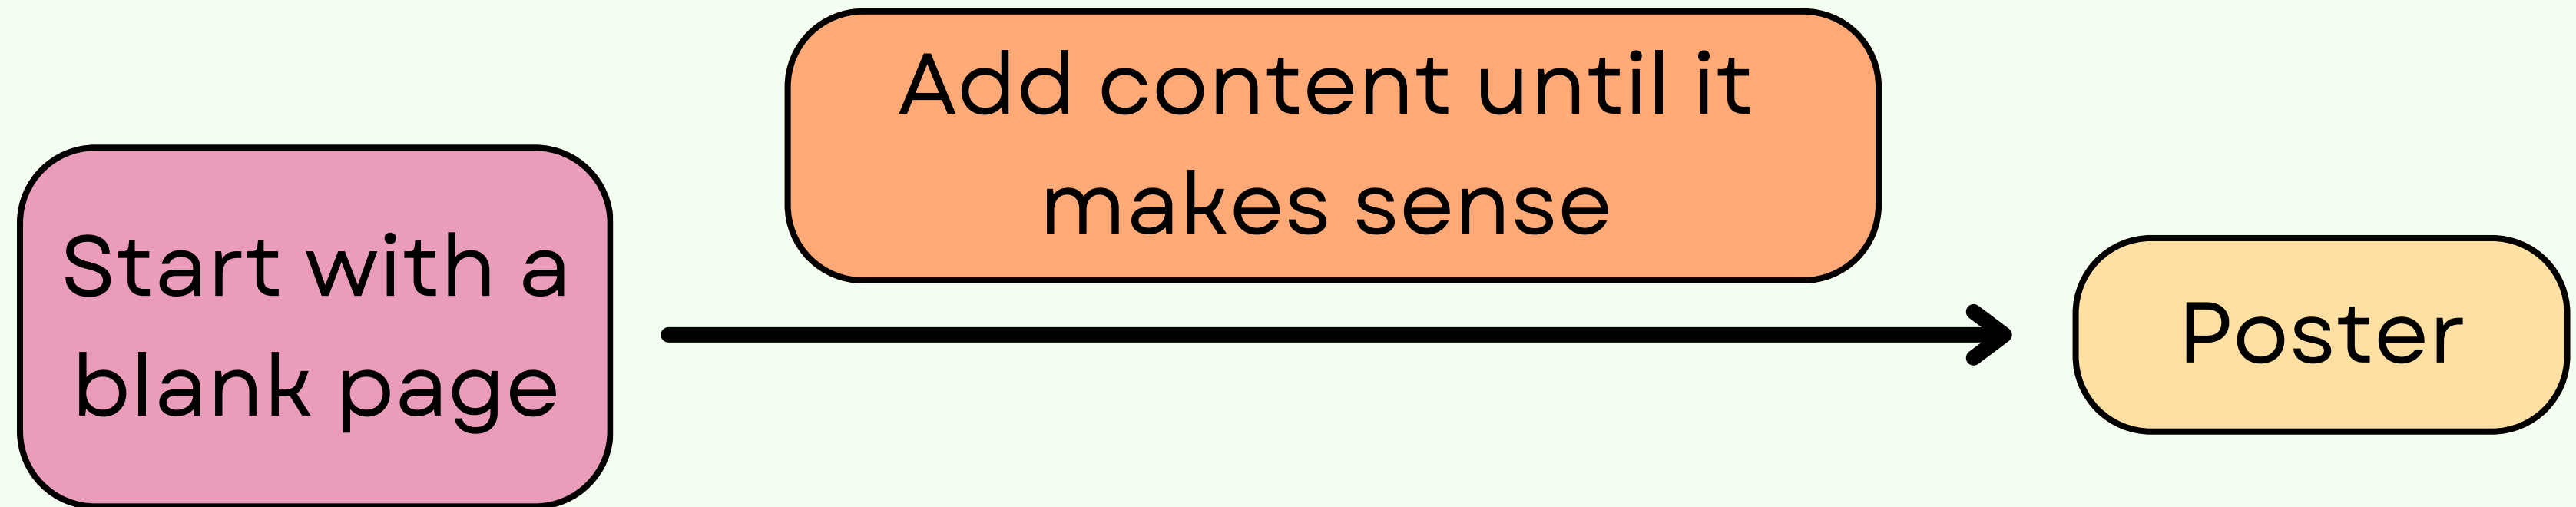 Start with a
blank page
Add content until it
makes sense
Poster